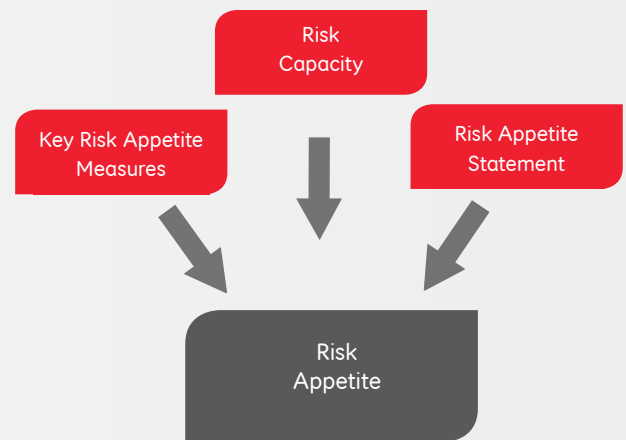 Risk
Capacity
Key Risk Appetite
Measures
Risk Appetite
Statement
Risk
Appetite